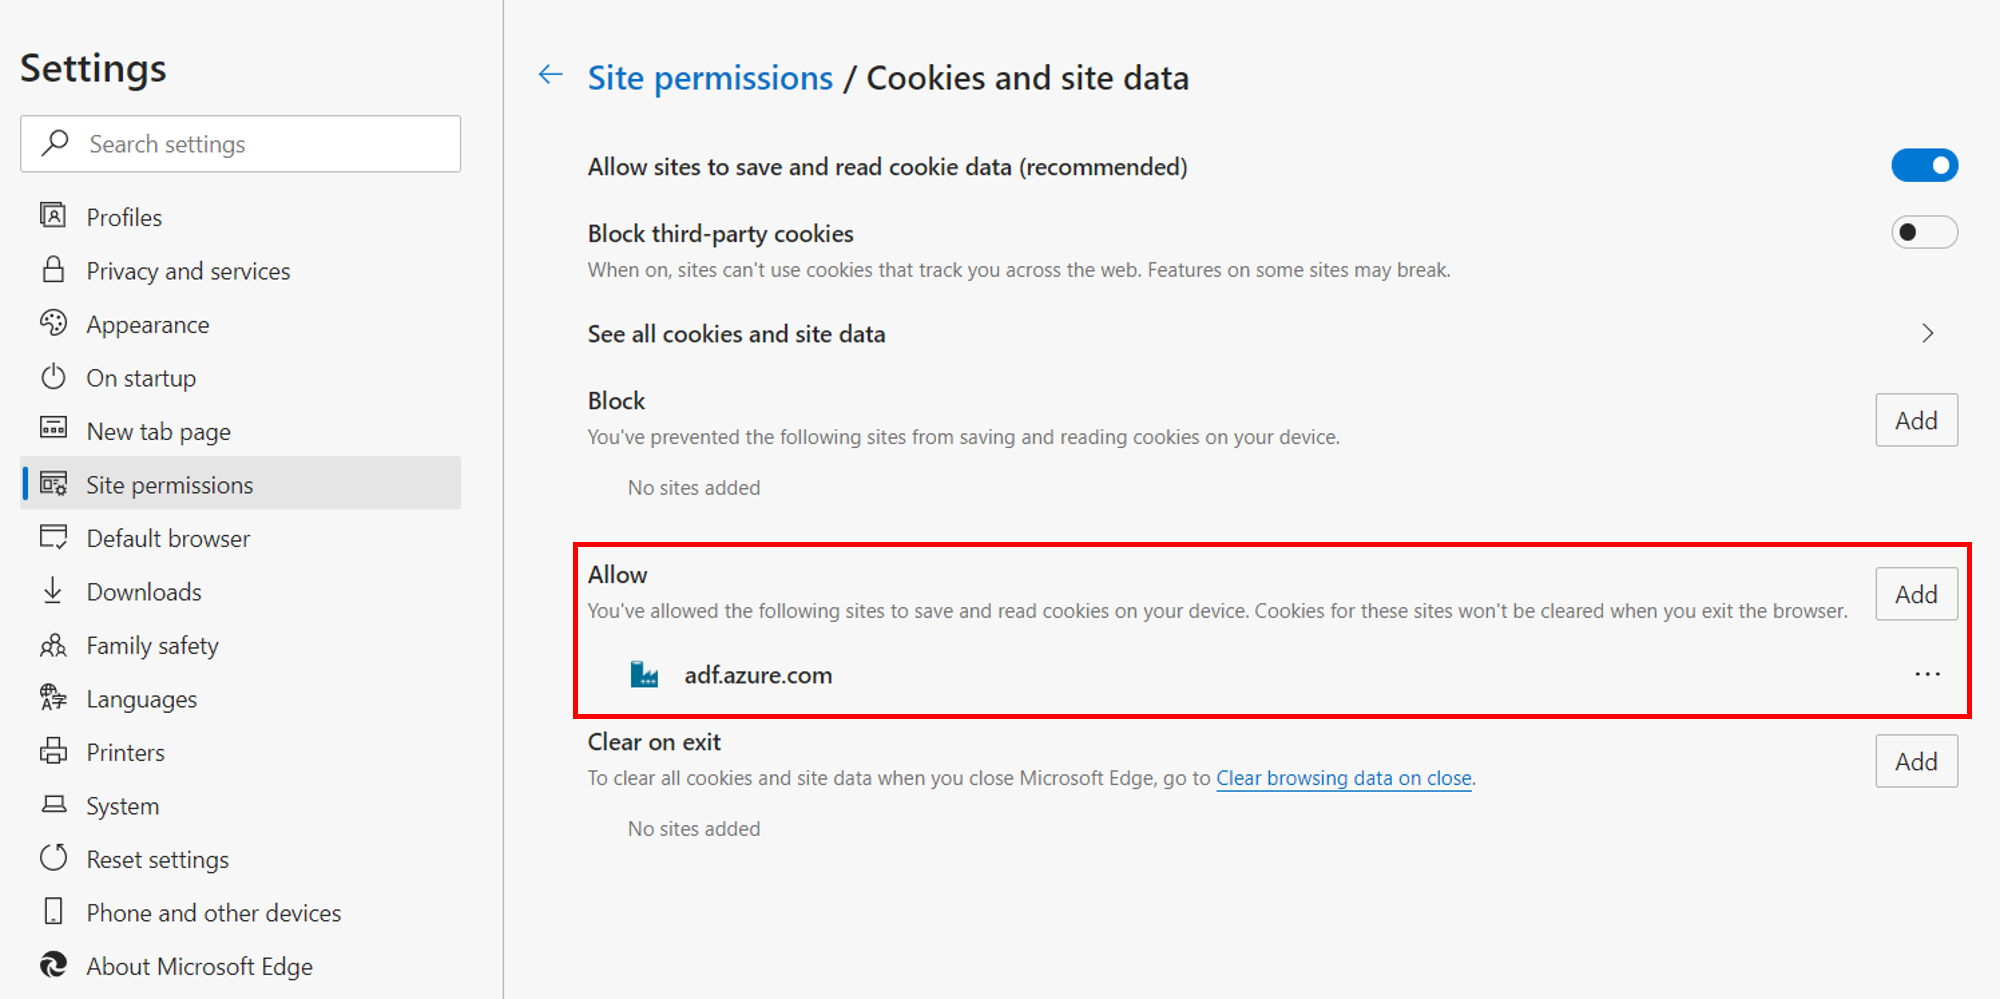 Settings
Search settings
Profiles
Privacy and services
Appearance
On startup
New tab page
Site permissions
Default browser
Downloads
Family safety
Languages
Printers
System
Reset settings
Phone and other devices
About Microsoft Edge
Site permissions / Cookies and site data
Allow sites to save and read cookie data (recommended)
Block third-party cookies
When on, sites can't use cookies that track you across the web. Features on some sites may break.
See all cookies and site data
Block
Add
You've prevented the following sites from saving and reading cookies on your device.
No sites added
Allow
Add
You've allowed the following sites to save and read cookies on your device. Cookies for these sites won't be cleared when you exit the browser.
adf.azure.com
Clear on exit
Add
To clear all cookies and site data when you close Microsoft Edge, go to Clear browsing data on close.
No sites added